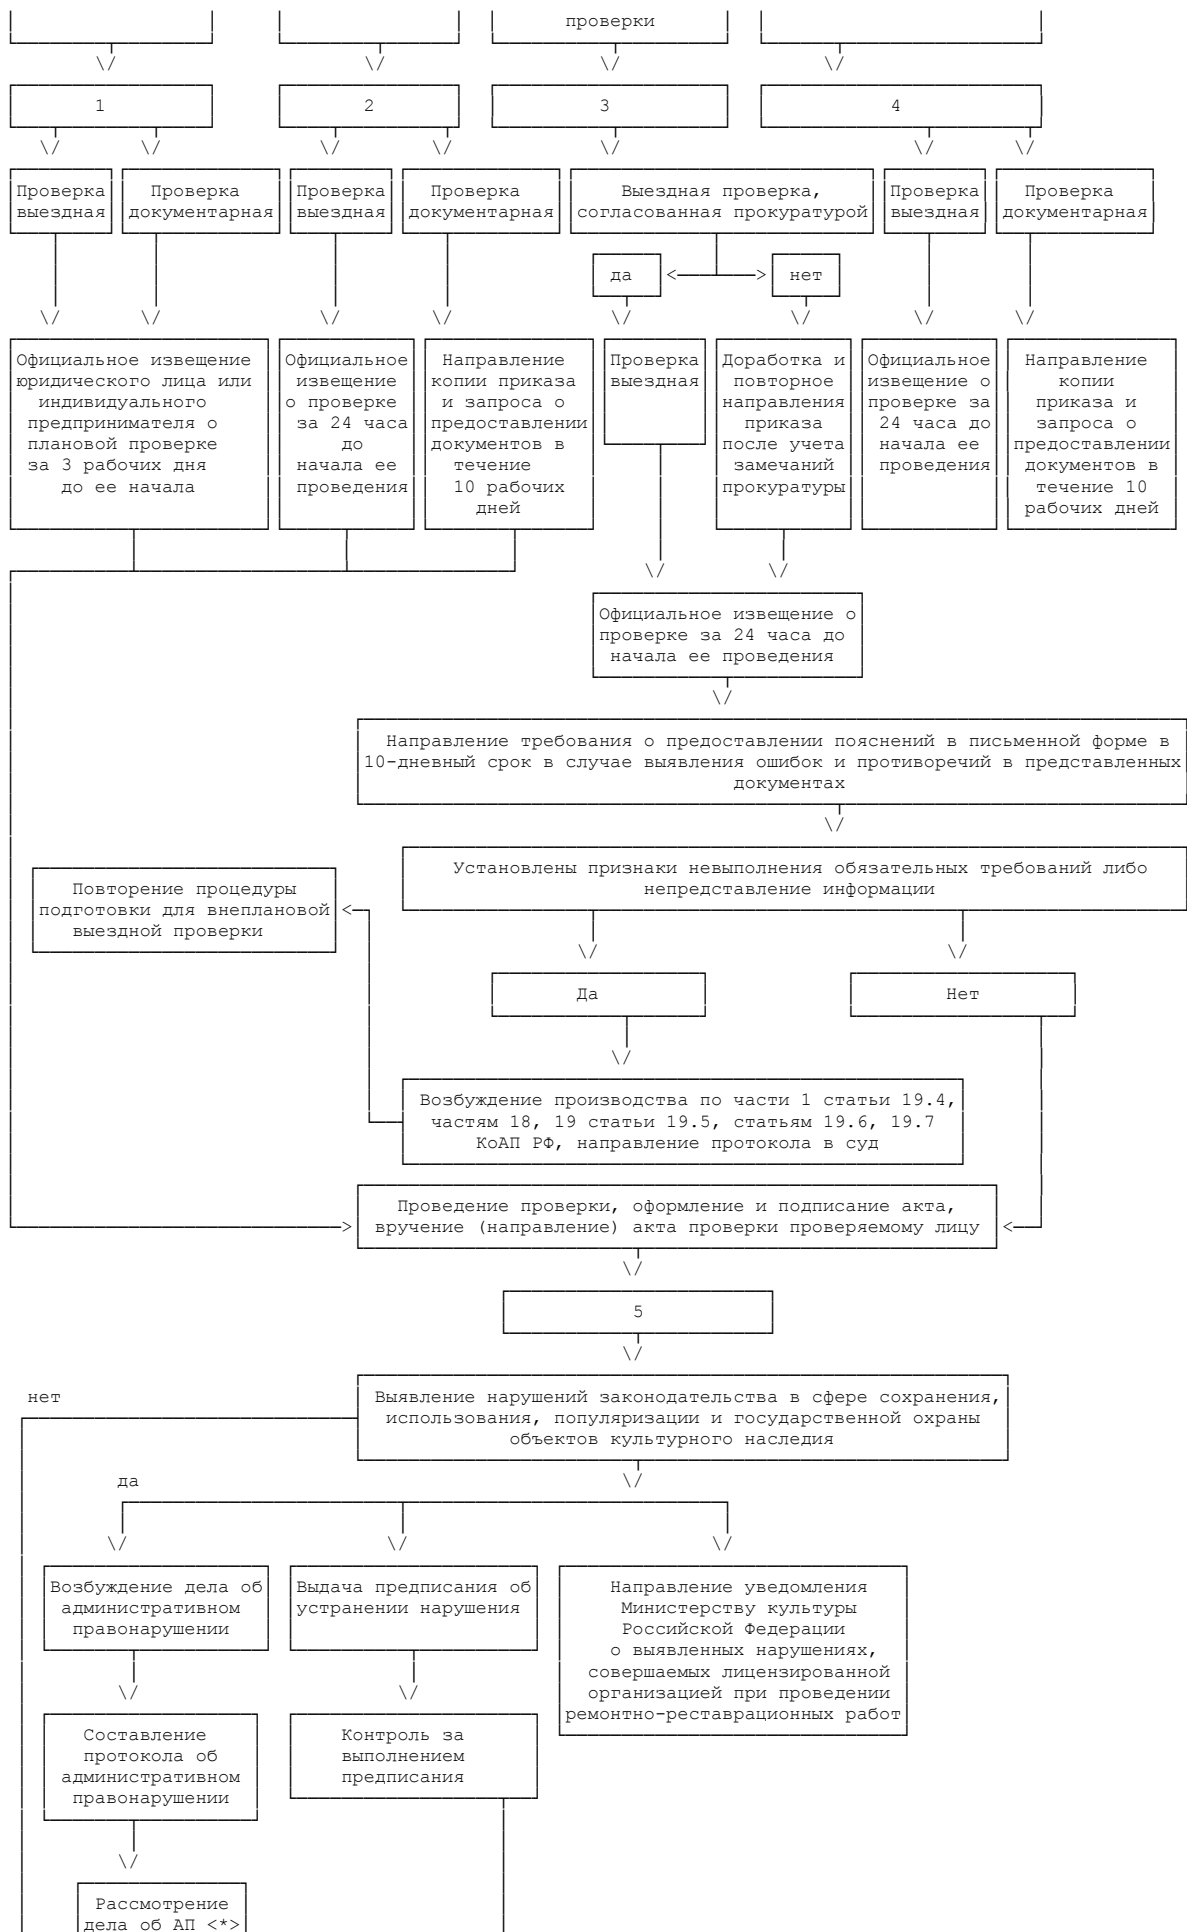 проверки
1
2
3
4
Проверка
выездная
Проверка
документарная
Проверка
выездная
Проверка
документарная
Выездная проверка,
согласованная прокуратурой
Проверка
выездная
Проверка
документарная
да
нет
Официальное извещение
юридического лица или
индивидуального
предпринимателя о
плановой проверке
за 3 рабочих дня
до ее начала
Официальное
извещение
о проверке
за 24 часа
до
начала ее
проведения
Направление
копии приказа
и запроса о
предоставлении
документов в
течение
10 рабочих
дней
Проверка
выездная
Доработка и
повторное
направления
приказа
после учета
замечаний
прокуратуры
Официальное
извещение о
проверке за
24 часа до
начала ее
проведения
Направление
копии
приказа и
запроса о
предоставлении
документов в
течение 10
рабочих дней
Официальное извещение о
проверке за 24 часа до
начала ее проведения
Направление требования о предоставлении пояснений в письменной форме в
10-дневный срок в случае выявления ошибок и противоречий в представленных
документах
Установлены признаки невыполнения обязательных требований либо
непредставление информации
Повторение процедуры
подготовки для внеплановой
выездной проверки
Да
Нет
Возбуждение производства по части 1 статьи 19.4,
частям 18, 19 статьи 19.5, статьям 19.6, 19.7
КоАП РФ, направление протокола в суд
Проведение проверки, оформление и подписание акта,
вручение (направление) акта проверки проверяемому лицу
5
нет
Выявление нарушений законодательства в сфере сохранения,
использования, популяризации и государственной охраны
объектов культурного наследия
да
Возбуждение дела об
административном
правонарушении
Выдача предписания об
устранении нарушения
Направление уведомления
Министерству культуры
Российской Федерации
о выявленных нарушениях,
совершаемых лицензированной
организацией при проведении
ремонтно-реставрационных работ
Составление
протокола об
административном
правонарушении
Контроль за
выполнением
предписания
Рассмотрение
дела об АП <*>